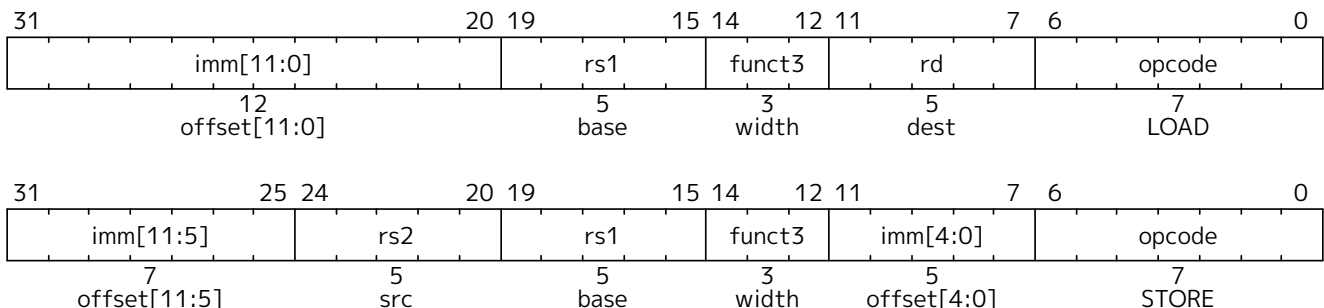 31 20 19 15 14 12 11 7 6 0
imm[11:0] rs1 funct3 rd opcode
12 5 3 5 7
offset[11:0] base width dest LOAD
31 25 24 20 19 15 14 12 11 7 6 0
imm[11:5] rs2 rs1 funct3 imm[4:0] opcode
7 5 5 3 5 7
offset[11:5] src base width offset[4:0] STORE